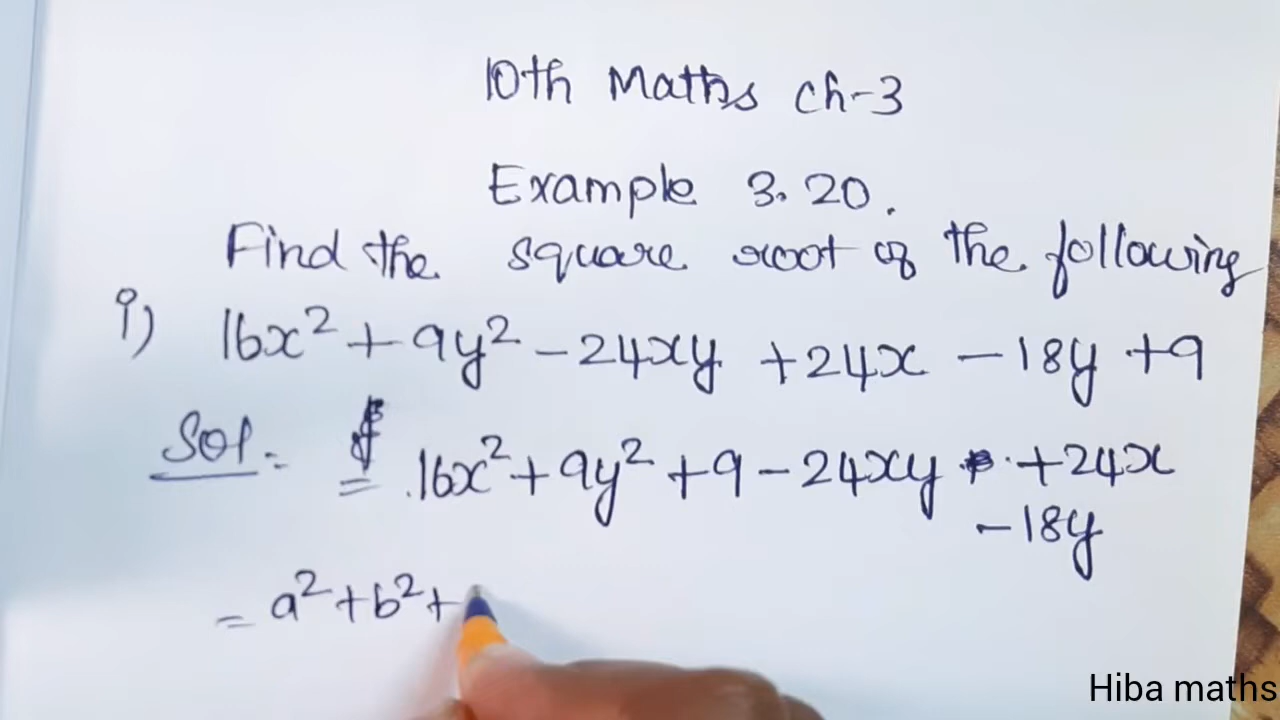 10th Maths ch-3
Example 3.20.
Find the square root of the following
i) 16x² + 9y² - 24xy + 24x - 18y + 9
Sol:
= 16x² + 9y² + 9 - 24xy + 24x
- 18y
= a² + b² +
Hiba maths